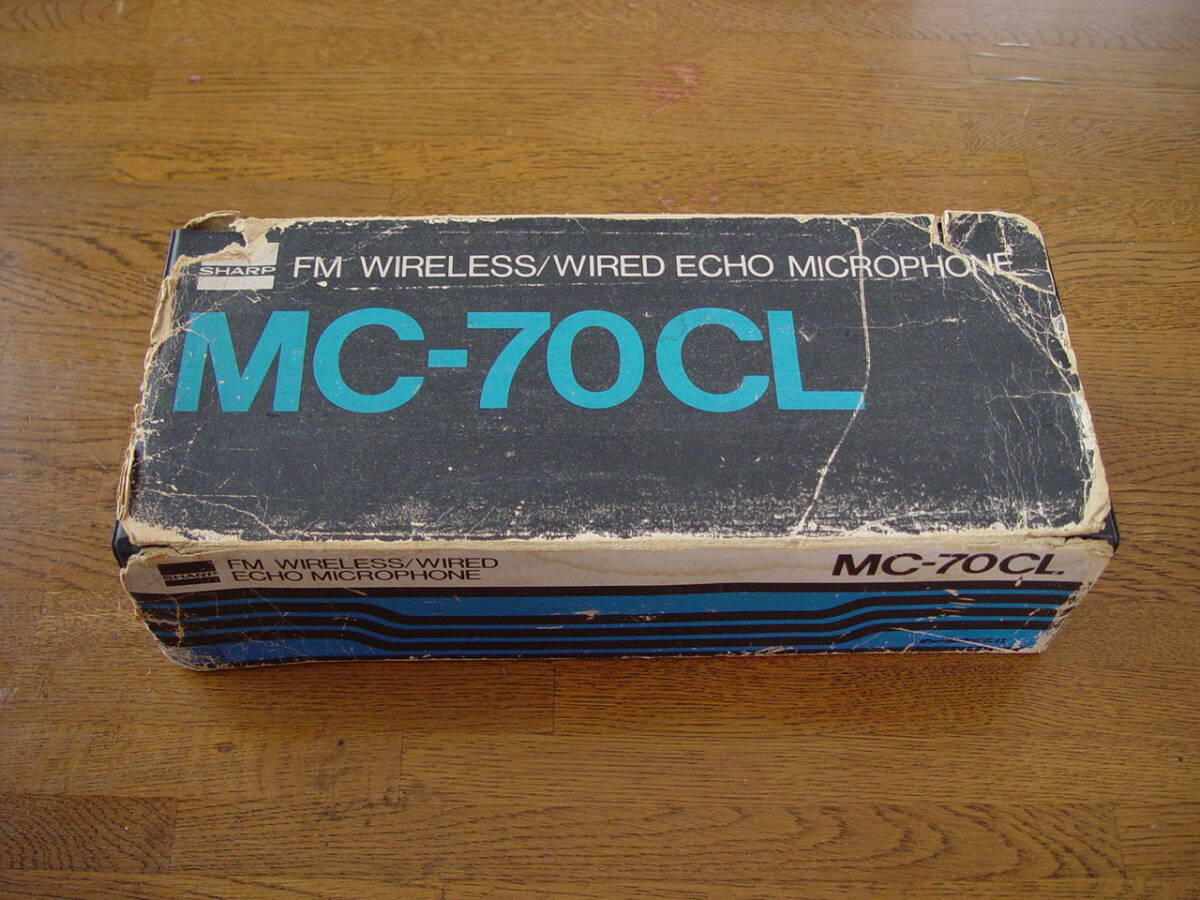 SHARP
FM WIRELESS/WIRED ECHO MICROPHONE
MC-70CL
SHARP
FM WIRELESS/WIRED
ECHO MICROPHONE
MC-70CL